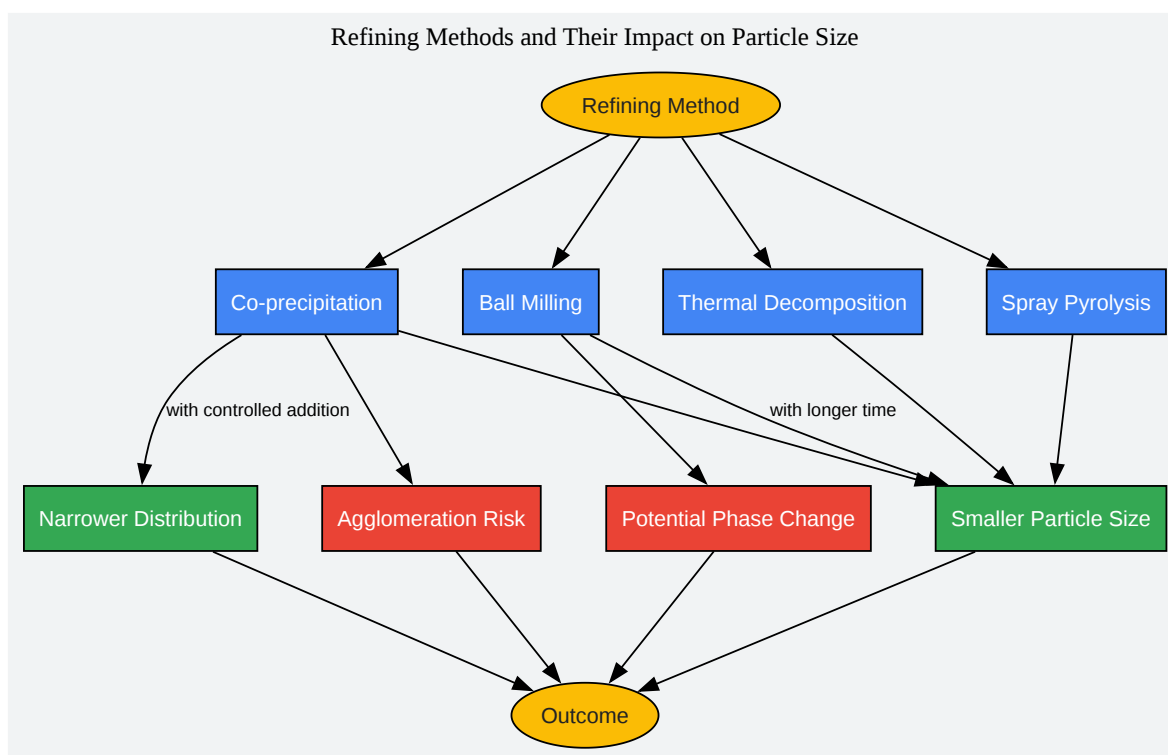 Refining Methods and Their Impact on Particle Size
Refining Method
Co-precipitation
Ball Milling
Thermal Decomposition
Spray Pyrolysis
with controlled addition
with longer time
Narrower Distribution
Agglomeration Risk
Potential Phase Change
Smaller Particle Size
Outcome